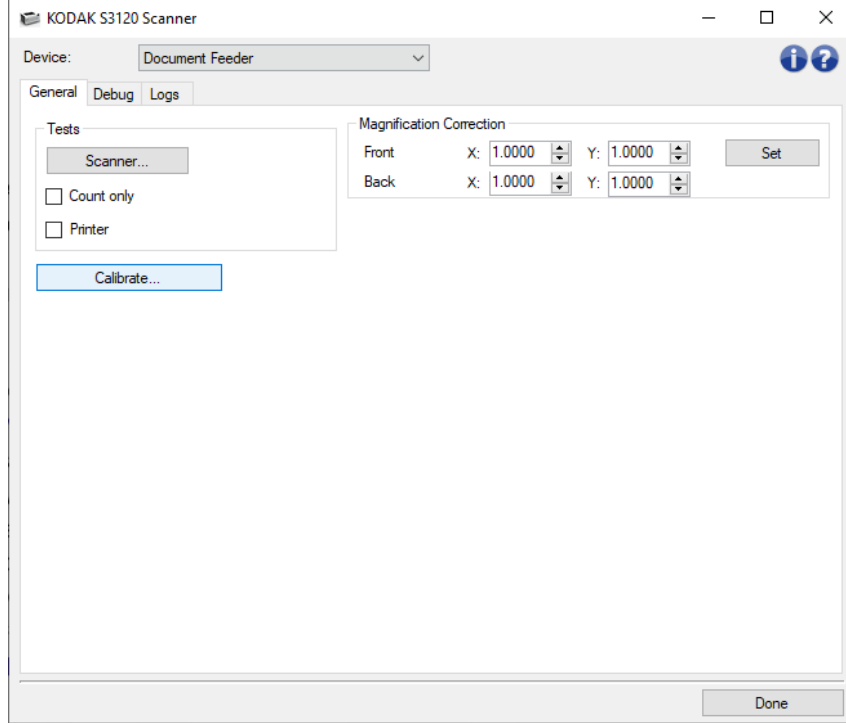 KODAK S3120 Scanner
Device: Document Feeder
General Debug Logs
Tests
Scanner...
Count only
Printer
Calibrate...
Magnification Correction
Front X: 1.0000 Y: 1.0000 Set
Back X: 1.0000 Y: 1.0000
Done